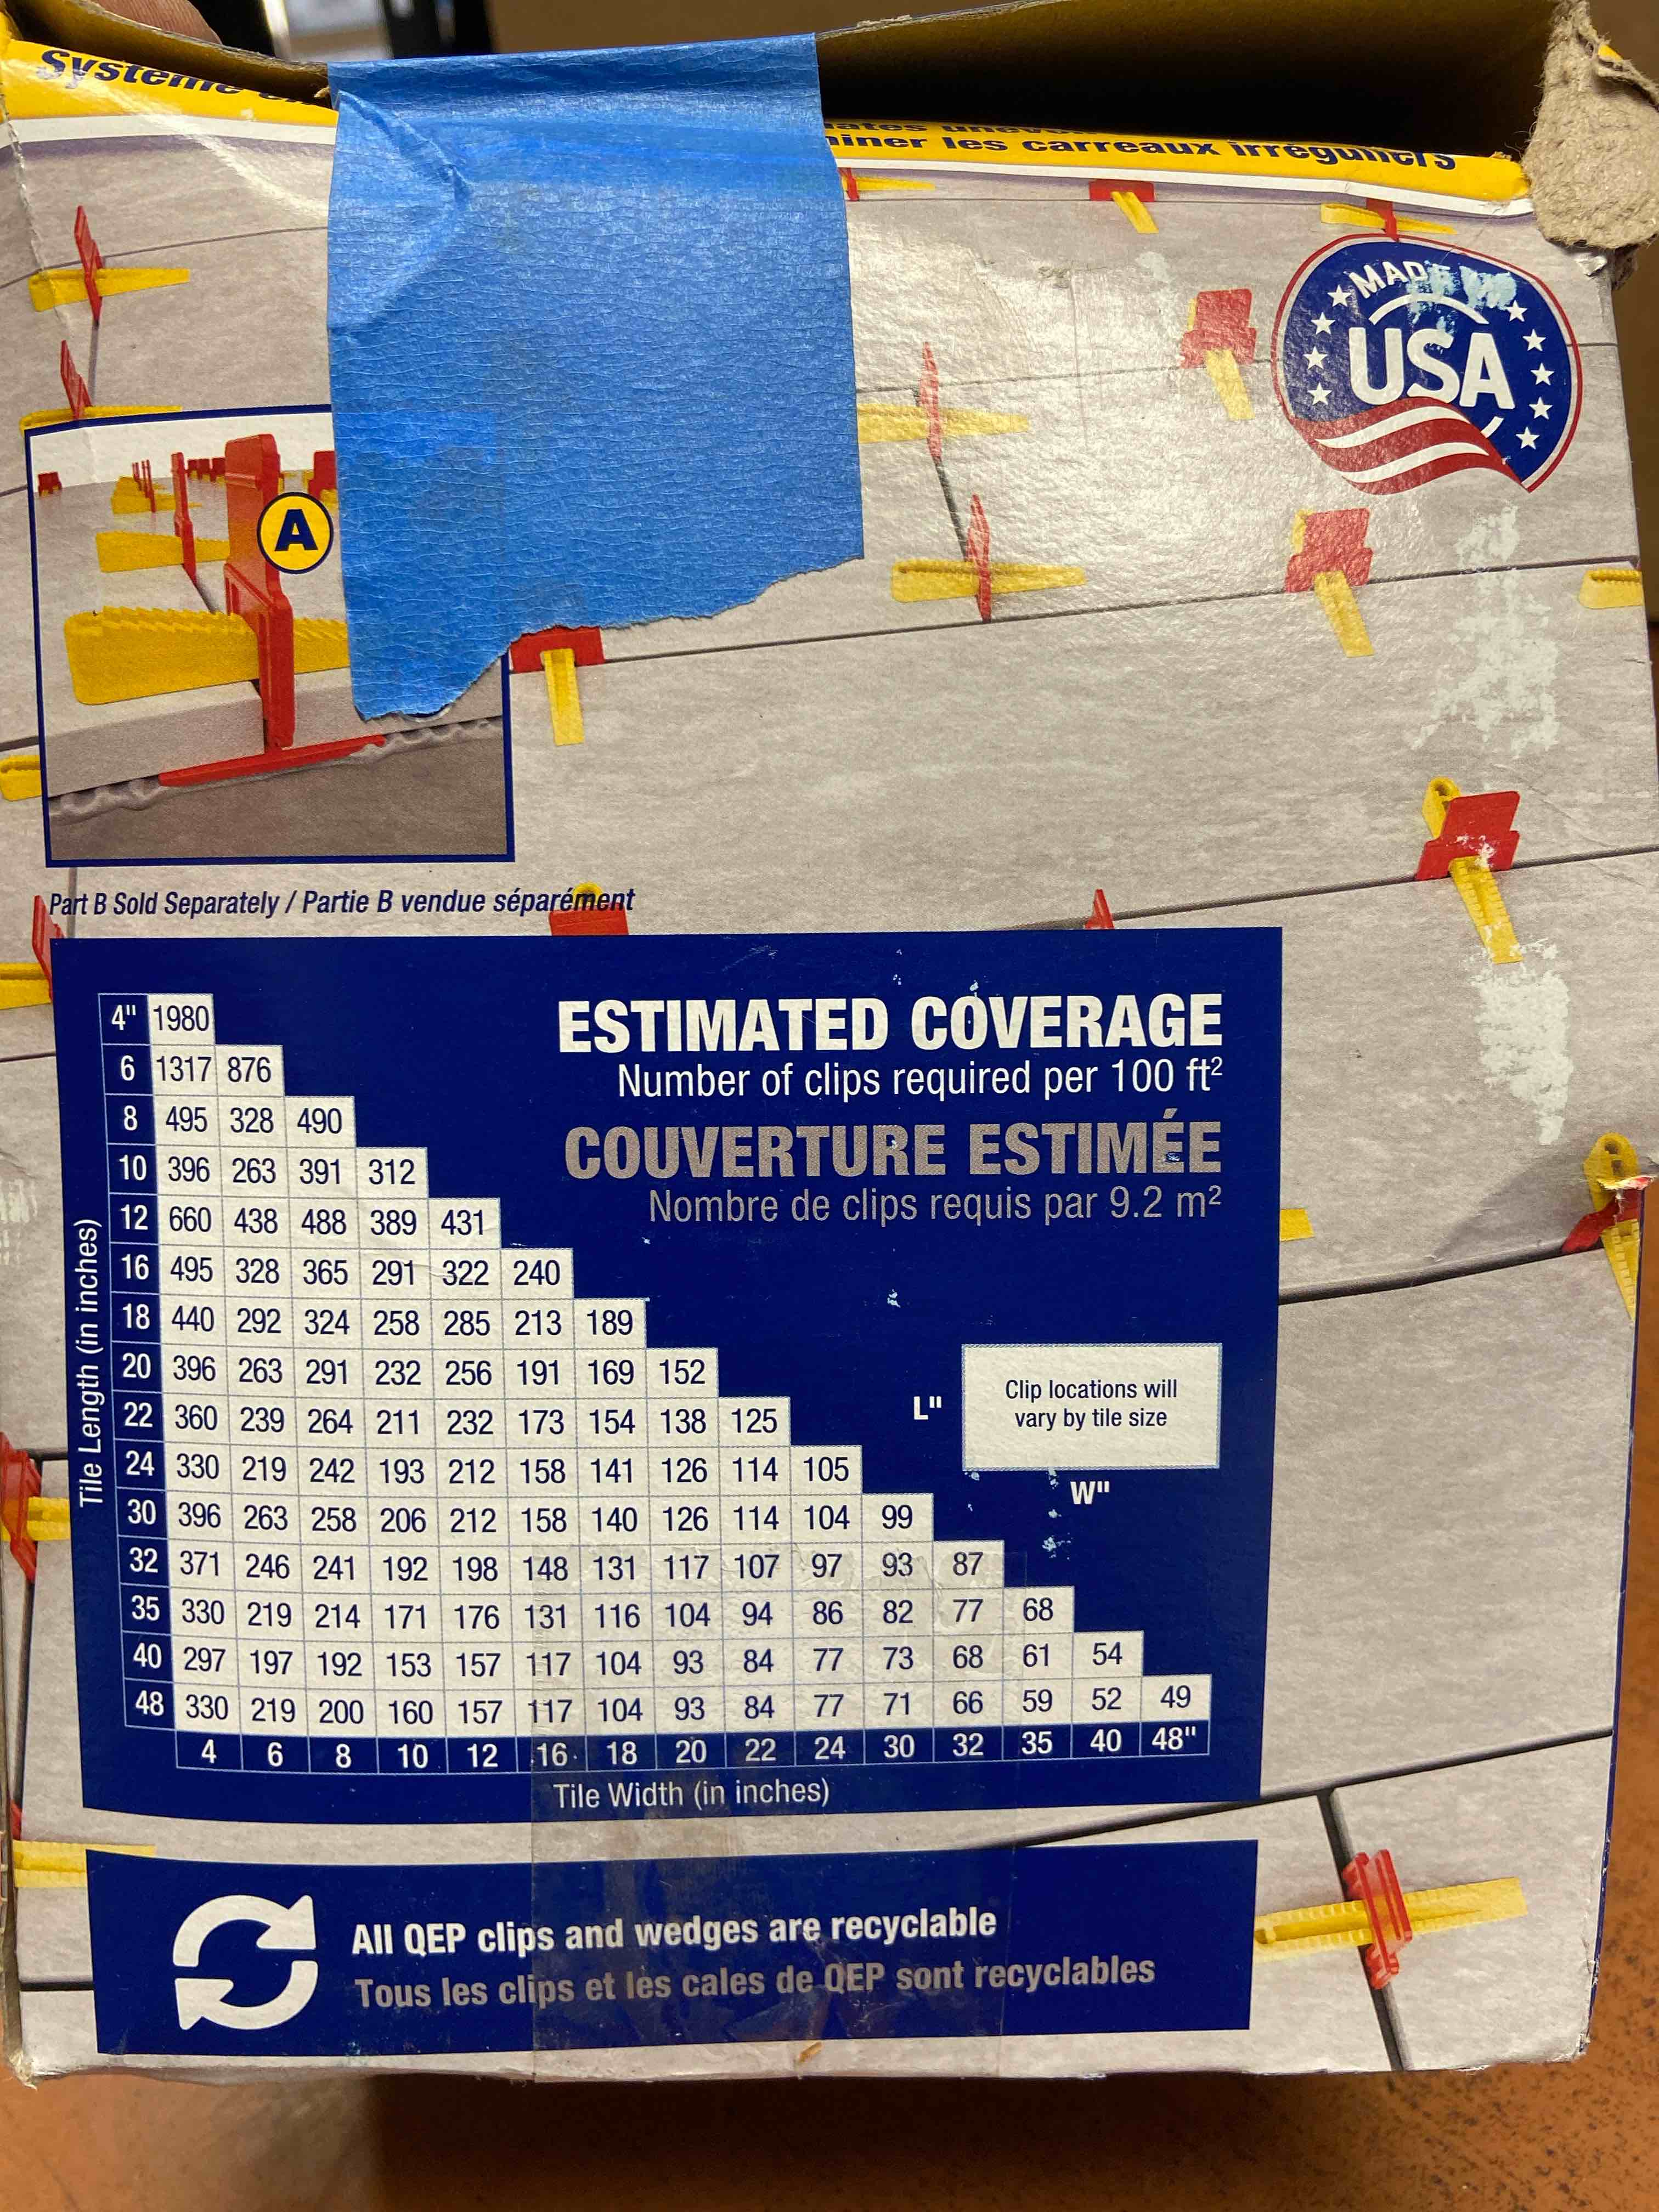 Système
miner les carreaux irréguliers
MADE IN
USA
A
Part B Sold Separately / Partie B vendue séparément
ESTIMATED COVERAGE
Number of clips required per 100 ft²
COUVERTURE ESTIMÉE
Nombre de clips requis par 9.2 m²
Tile Length (in inches)
4" 1980
6 1317 876
8 495 328 490
10 396 263 391 312
12 660 438 488 389 431
16 495 328 365 291 322 240
18 440 292 324 258 285 213 189
20 396 263 291 232 256 191 169 152
22 360 239 264 211 232 173 154 138 125
24 330 219 242 193 212 158 141 126 114 105
30 396 263 258 206 212 158 140 126 114 104 99
32 371 246 241 192 198 148 131 117 107 97 93 87
35 330 219 214 171 176 131 116 104 94 86 82 77 68
40 297 197 192 153 157 117 104 93 84 77 73 68 61 54
48 330 219 200 160 157 117 104 93 84 77 71 66 59 52 49
4 6 8 10 12 16 18 20 22 24 30 32 35 40 48"
Tile Width (in inches)
L"
Clip locations will
vary by tile size
W"
All QEP clips and wedges are recyclable
Tous les clips et les cales de QEP sont recyclables